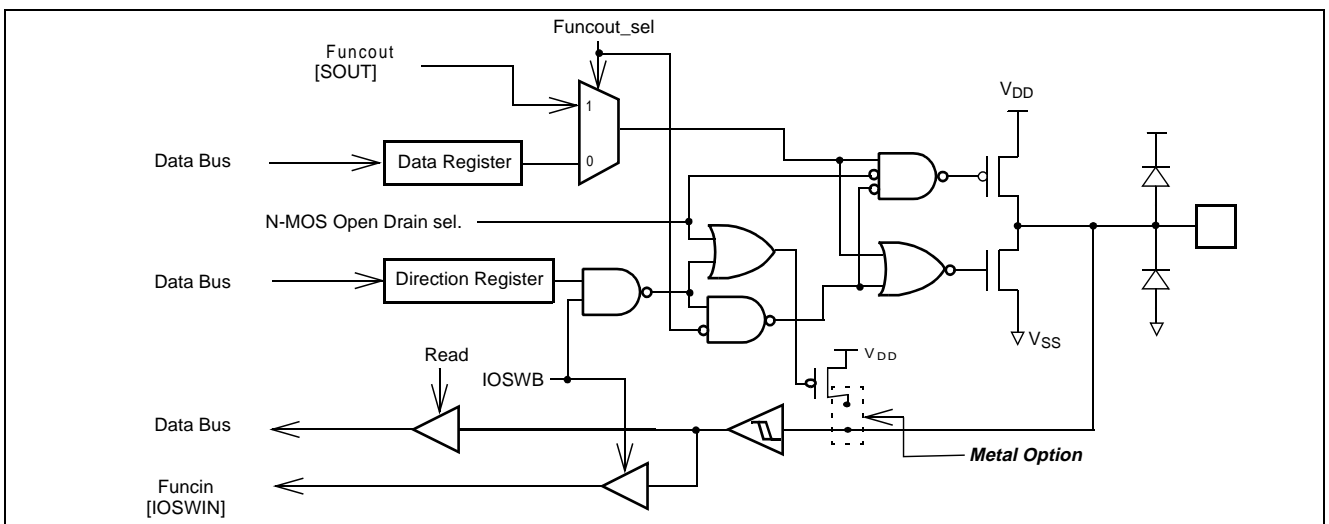 Funcout_sel
Funcout
[SOUT]
1
VDD
Data Bus
Data Register
0
N-MOS Open Drain sel.
Data Bus
Direction Register
VSS
Read
IOSWB
VDD
Data Bus
Metal Option
Funcin
[IOSWIN]